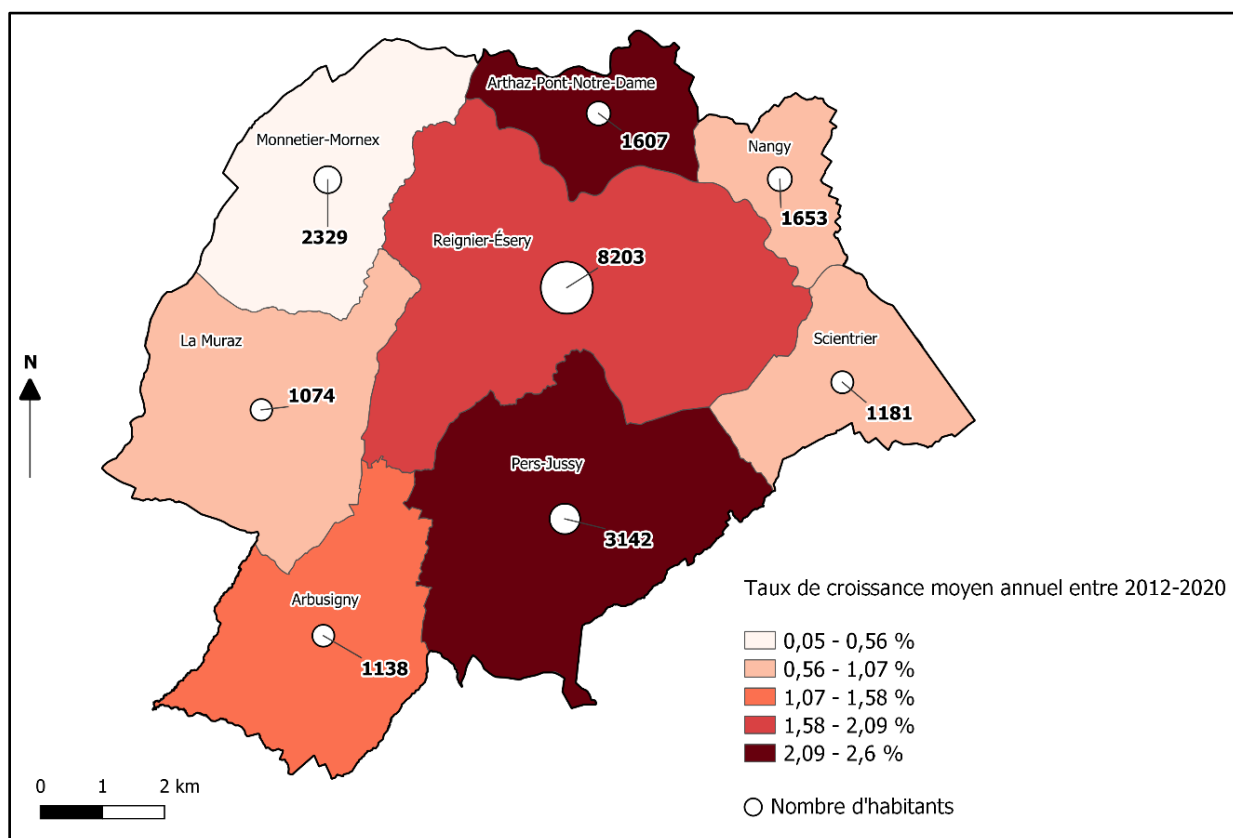 Arthaz-Pont-Notre-Dame
1607
Monnetier-Mornex
2329
Nangy
1653
Reignier-Ésery
8203
La Muraz
1074
Scientrier
1181
N
Pers-Jussy
3142
Arbusigny
1138
Taux de croissance moyen annuel entre 2012-2020
0,05 - 0,56 %
0,56 - 1,07 %
1,07 - 1,58 %
1,58 - 2,09 %
2,09 - 2,6 %
Nombre d'habitants
0 1 2 km